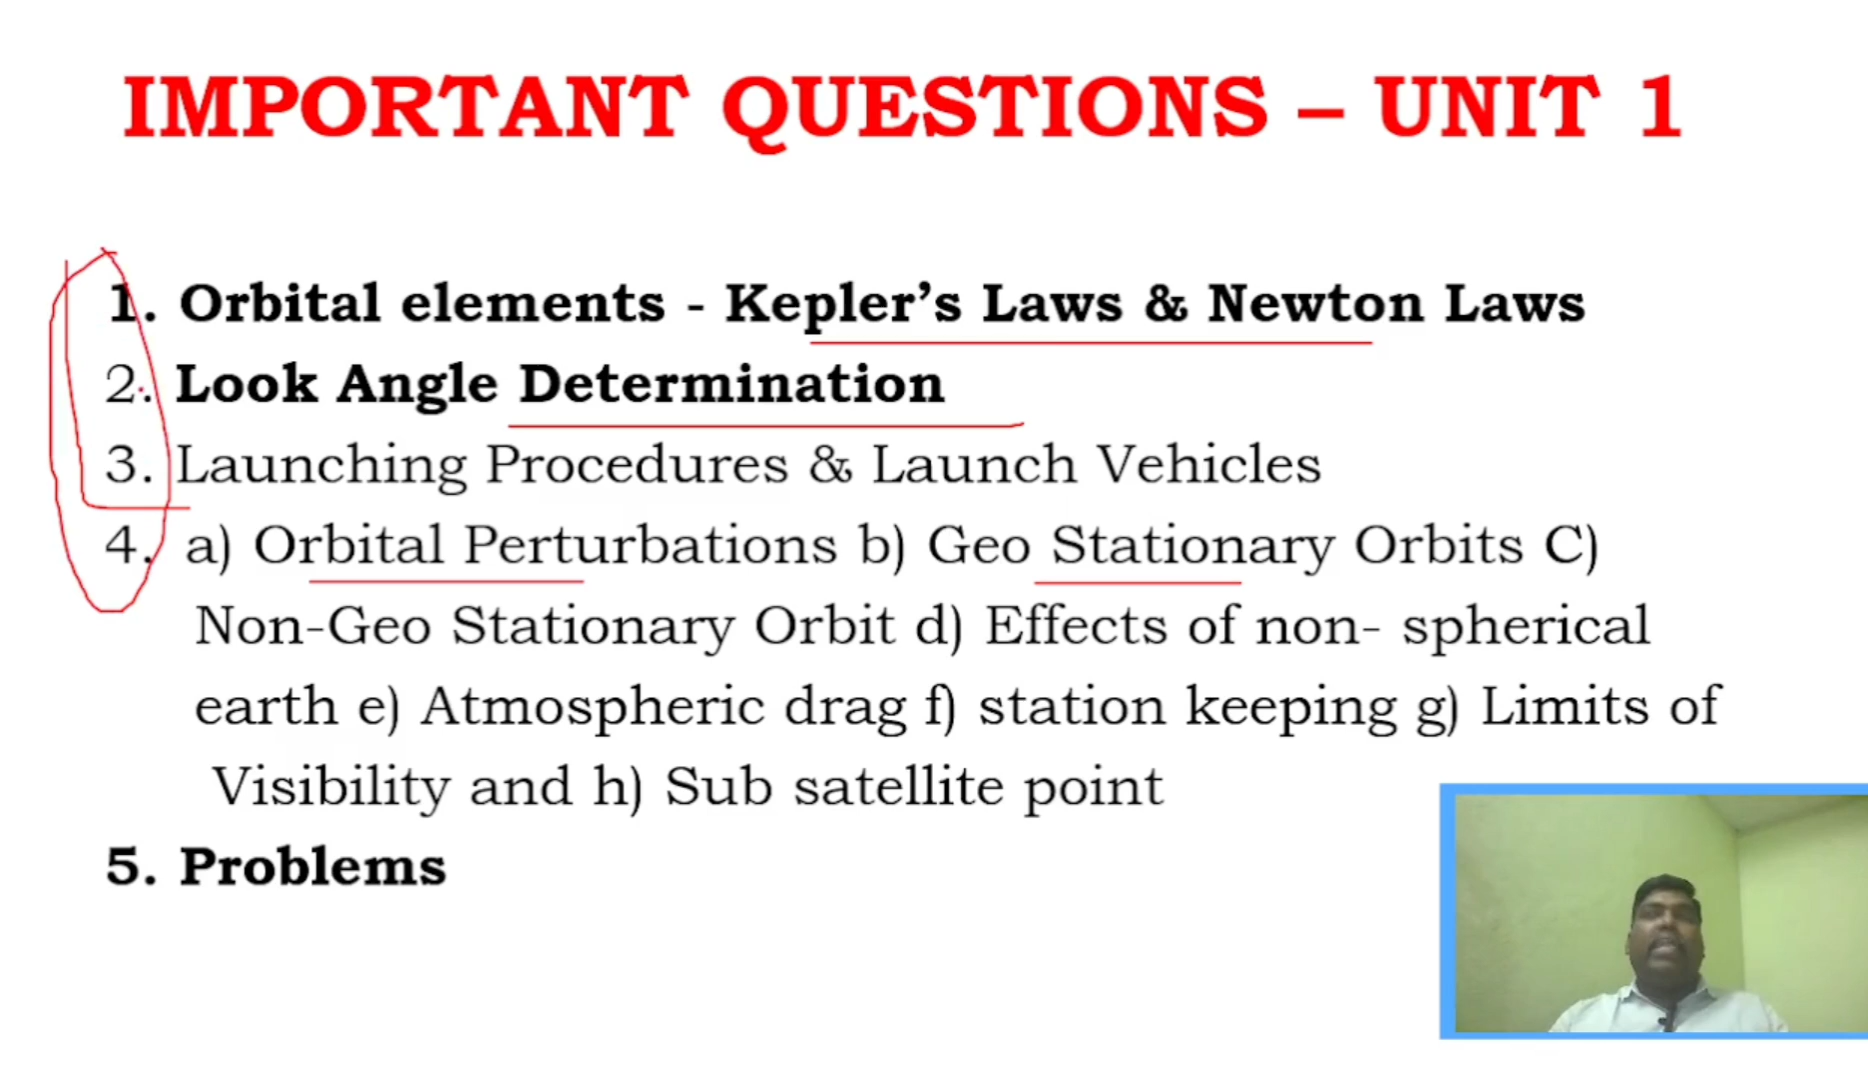 IMPORTANT QUESTIONS – UNIT 1
1. Orbital elements - Kepler’s Laws & Newton Laws
2. Look Angle Determination
3. Launching Procedures & Launch Vehicles
4. a) Orbital Perturbations b) Geo Stationary Orbits C)
Non-Geo Stationary Orbit d) Effects of non- spherical
earth e) Atmospheric drag f) station keeping g) Limits of
Visibility and h) Sub satellite point
5. Problems